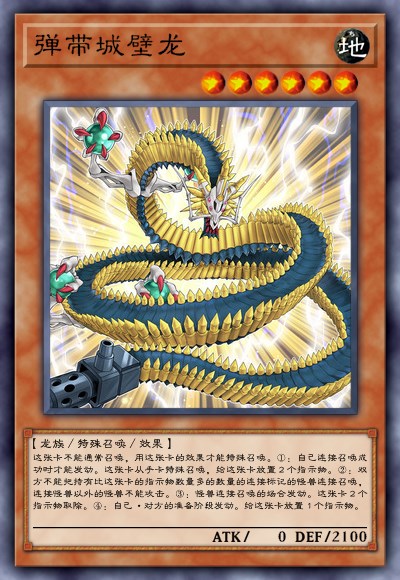 弹带城壁龙
地
【龙族／特殊召唤／效果】
这张卡不能通常召唤，用这张卡的效果才能特殊召唤。①：自己连接召唤成
功时才能发动。这张卡从手卡特殊召唤，给这张卡放置２个指示物。②：双
方不能把持有比这张卡的指示物数量多的数量的连接标记的怪兽连接召唤，
连接怪兽以外的怪兽不能攻击。③：怪兽连接召唤的场合发动。这张卡２个
指示物取除。④：自己·对方的准备阶段发动。给这张卡放置１个指示物。
ATK/ 0 DEF/2100